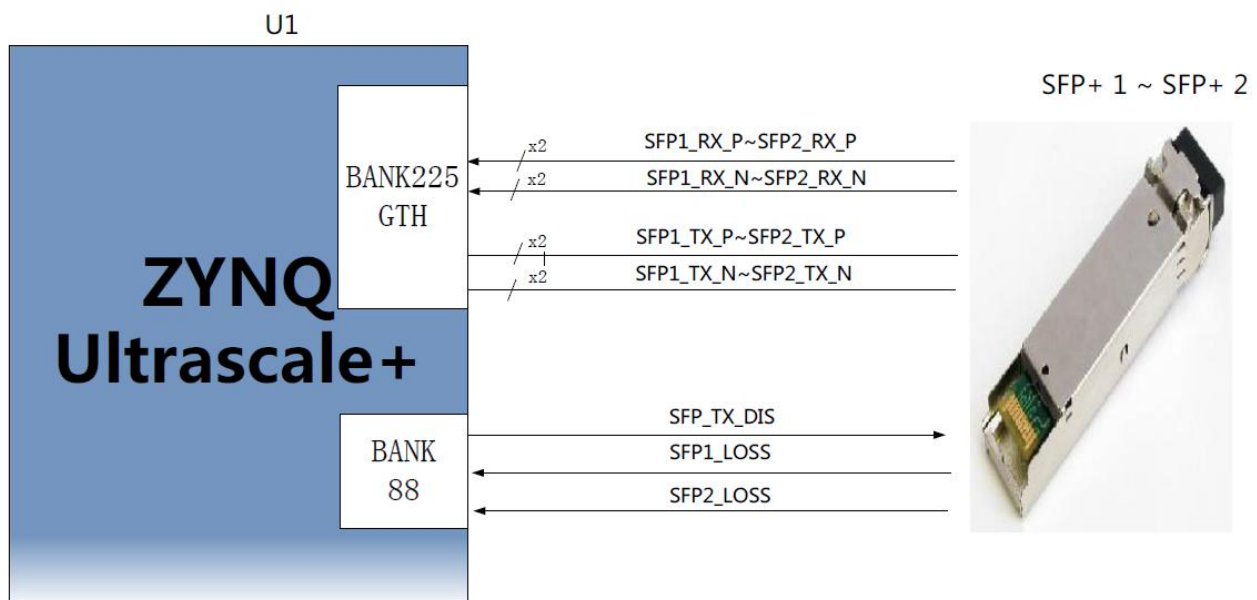 U1
SFP+ 1 ~ SFP+ 2
BANK225
GTH
x2
SFP1_RX_P~SFP2_RX_P
x2
SFP1_RX_N~SFP2_RX_N
x2
SFP1_TX_P~SFP2_TX_P
x2
SFP1_TX_N~SFP2_TX_N
ZYNQ
Ultrascale+
BANK
88
SFP_TX_DIS
SFP1_LOSS
SFP2_LOSS